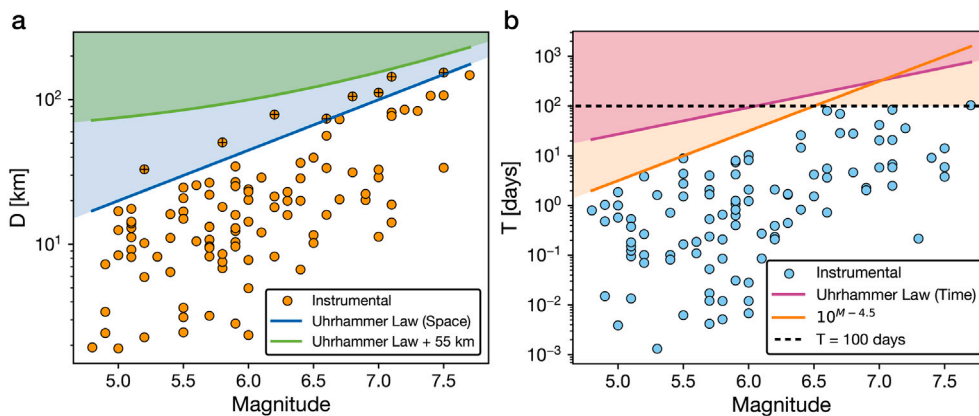 a
D [km]
10²
10¹
5.0 5.5 6.0 6.5 7.0 7.5
Magnitude
Instrumental
Uhrhammer Law (Space)
Uhrhammer Law + 55 km
b
T [days]
10³
10²
10¹
10⁰
10⁻¹
10⁻²
10⁻³
5.0 5.5 6.0 6.5 7.0 7.5
Magnitude
Instrumental
Uhrhammer Law (Time)
10ᴹ⁻⁴·⁵
T = 100 days